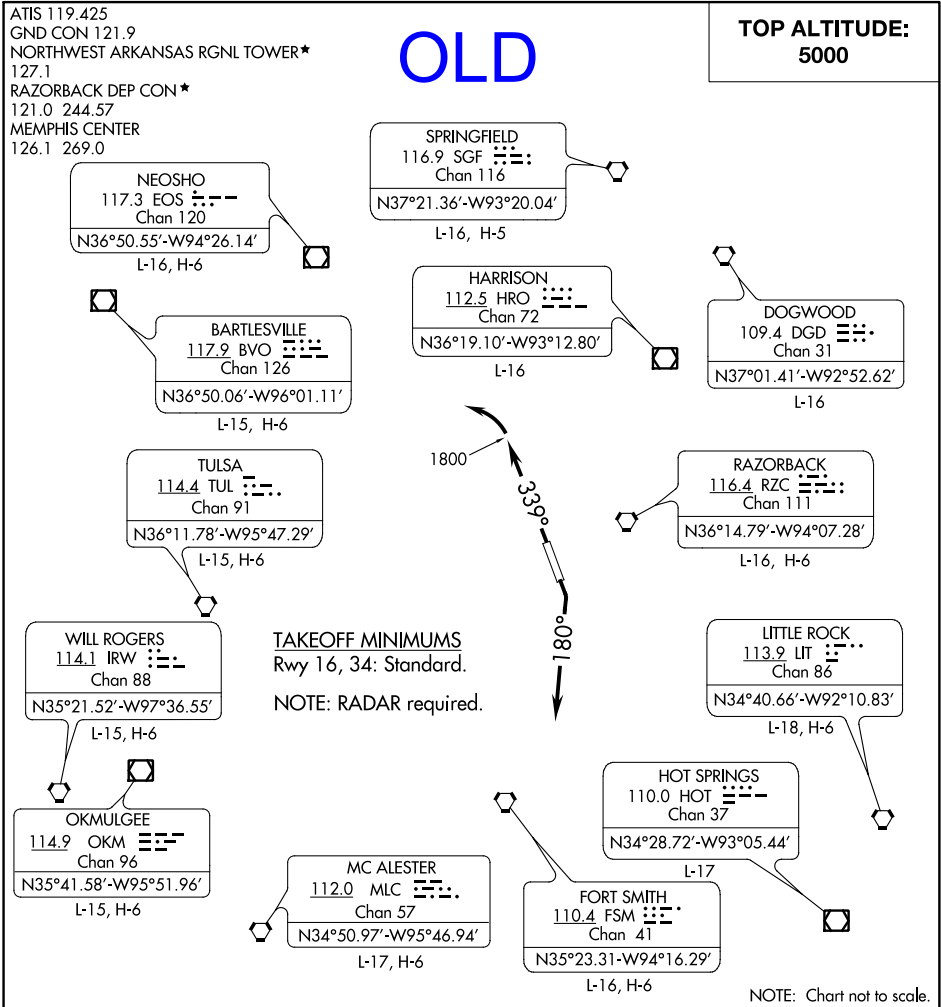 ATIS 119.425
GND CON 121.9
NORTHWEST ARKANSAS RGNL TOWER★
127.1
RAZORBACK DEP CON ★
121.0 244.57
MEMPHIS CENTER
126.1 269.0
OLD
TOP ALTITUDE:
5000
SPRINGFIELD
116.9 SGF
Chan 116
N37°21.36′-W93°20.04′
L-16, H-5
NEOSHO
117.3 EOS
Chan 120
N36°50.55′-W94°26.14′
L-16, H-6
HARRISON
112.5 HRO
Chan 72
N36°19.10′-W93°12.80′
L-16
DOGWOOD
109.4 DGD
Chan 31
N37°01.41′-W92°52.62′
L-16
BARTLESVILLE
117.9 BVO
Chan 126
N36°50.06′-W96°01.11′
L-15, H-6
1800
339°
180°
TULSA
114.4 TUL
Chan 91
N36°11.78′-W95°47.29′
L-15, H-6
RAZORBACK
116.4 RZC
Chan 111
N36°14.79′-W94°07.28′
L-16, H-6
WILL ROGERS
114.1 IRW
Chan 88
N35°21.52′-W97°36.55′
L-15, H-6
TAKEOFF MINIMUMS
Rwy 16, 34: Standard.
NOTE: RADAR required.
LITTLE ROCK
113.9 LIT
Chan 86
N34°40.66′-W92°10.83′
L-18, H-6
OKMULGEE
114.9 OKM
Chan 96
N35°41.58′-W95°51.96′
L-15, H-6
HOT SPRINGS
110.0 HOT
Chan 37
N34°28.72′-W93°05.44′
L-17
MC ALESTER
112.0 MLC
Chan 57
N34°50.97′-W95°46.94′
L-17, H-6
FORT SMITH
110.4 FSM
Chan 41
N35°23.31-W94°16.29′
L-16, H-6
NOTE: Chart not to scale.